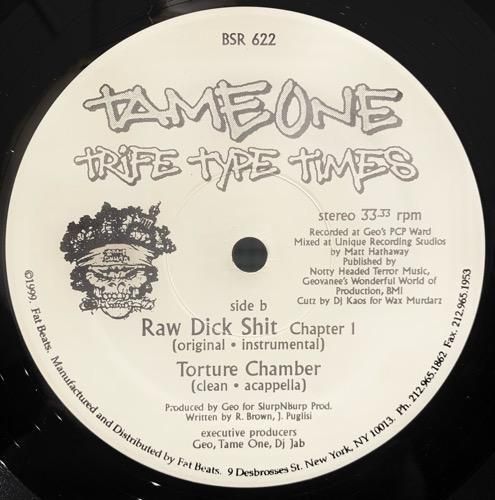 BSR 622
TAME ONE
TRIFE TYPE TIMES
stereo 33.33 rpm
Recorded at Geo's PCP Ward
Mixed at Unique Recording Studios
by Matt Hathaway
Published by
Notty Headed Terror Music,
Geovanee's Wonderful World of
Production, BMI
Cutz by Dj Kaos for Wax Murdarz
side b
Raw Dick Shit Chapter 1
(original • instrumental)
Torture Chamber
(clean • acappella)
Produced by Geo for SlurpNBurp Prod.
Written by R. Brown, J. Puglisi
executive producers
Geo, Tame One, Dj Jab
©1999. Fat Beats. Manufactured and Distributed by Fat Beats. 9 Desbrosses St. New York, NY 10013. Ph. 212.965.1862 Fax. 212.965.1953